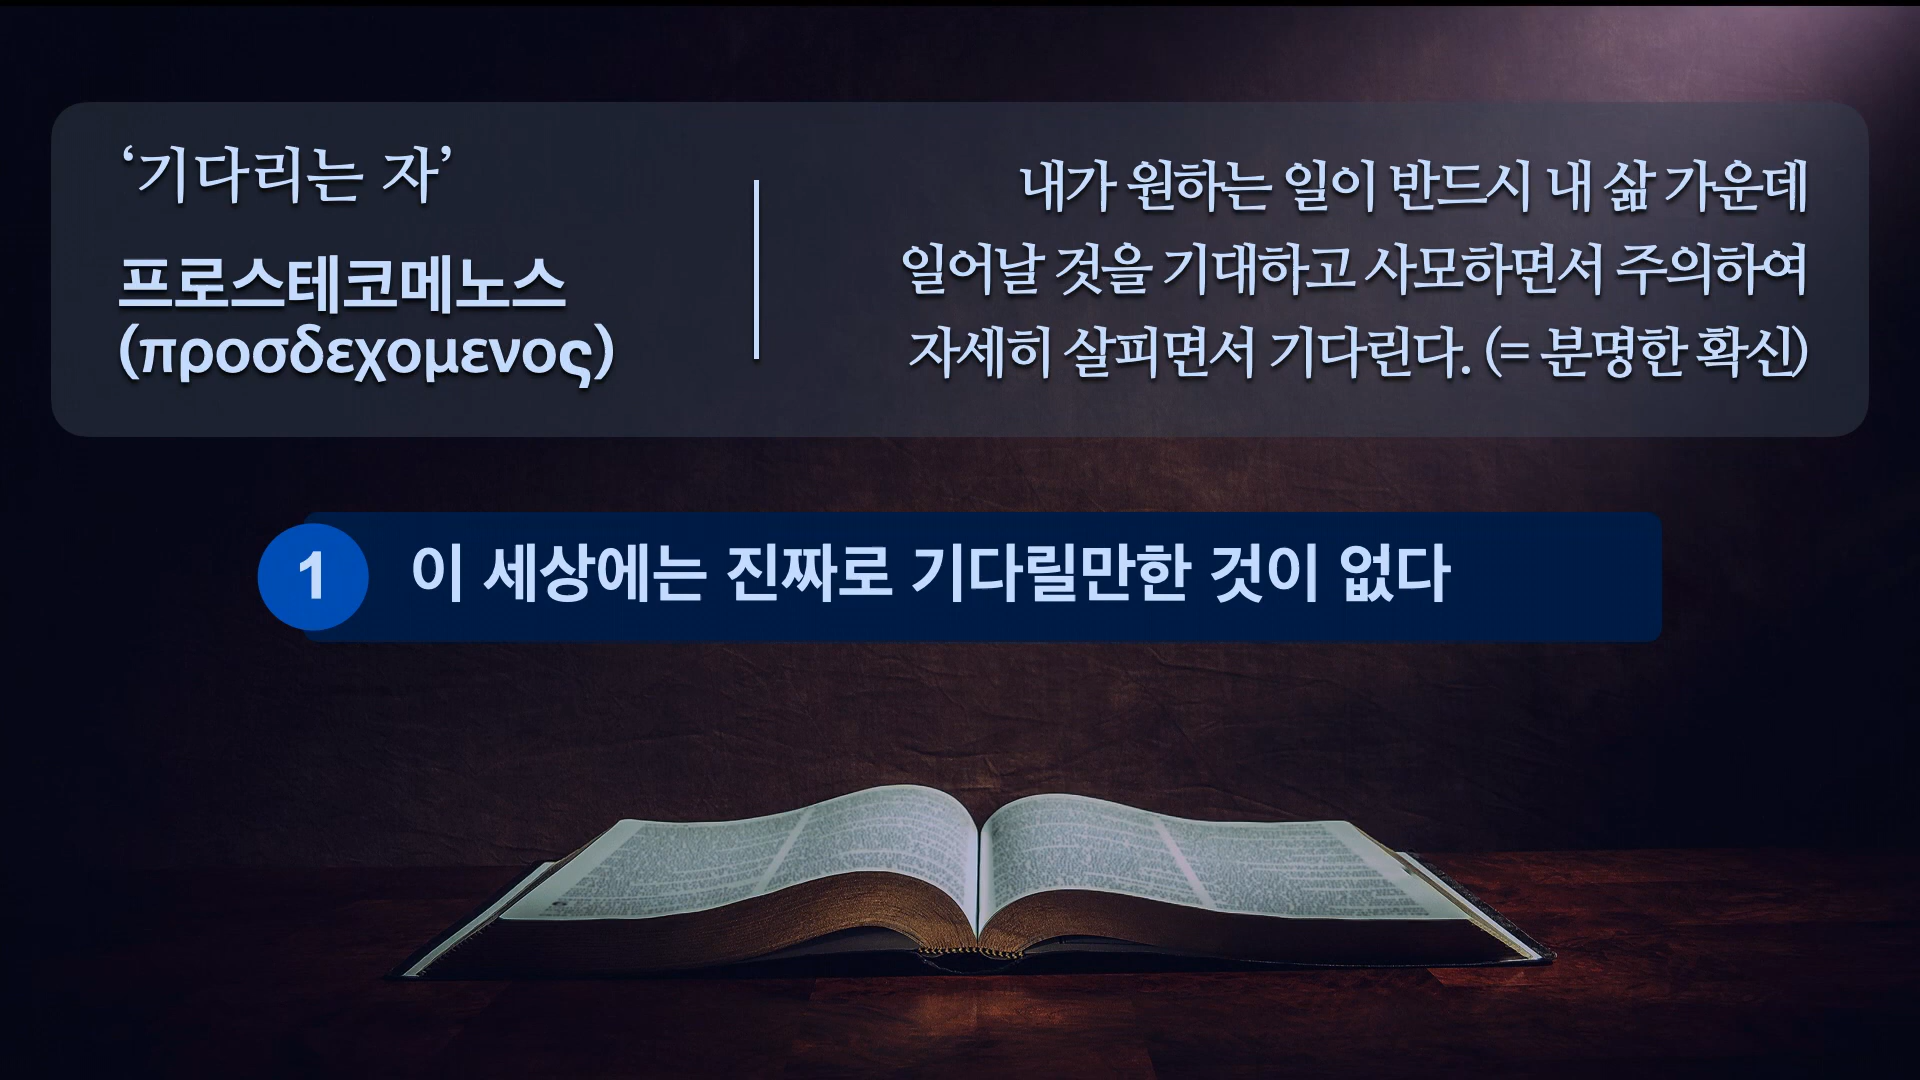 ‘기다리는 자’
프로스테코메노스
(προσδεχομενος)
내가 원하는 일이 반드시 내 삶 가운데
일어날 것을 기대하고 사모하면서 주의하여
자세히 살피면서 기다린다. (= 분명한 확신)
1 이 세상에는 진짜로 기다릴만한 것이 없다